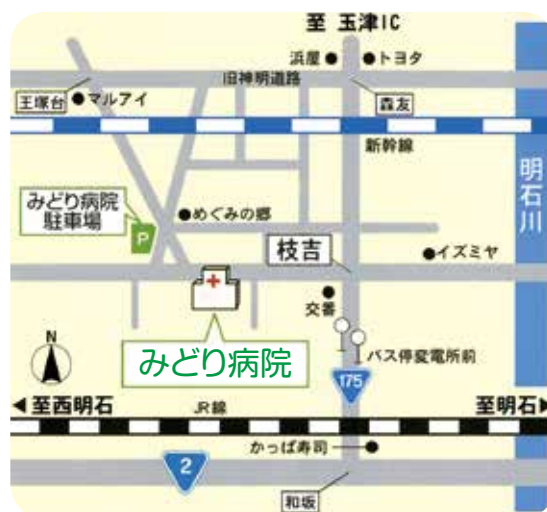 至 玉津IC
浜屋
トヨタ
旧神明道路
王塚台
マルアイ
森友
新幹線
明石川
みどり病院
駐車場
P
めぐみの郷
枝吉
イズミヤ
交番
N
みどり病院
バス停変電所前
175
至西明石
JR線
至明石
かっぱ寿司
2
和坂